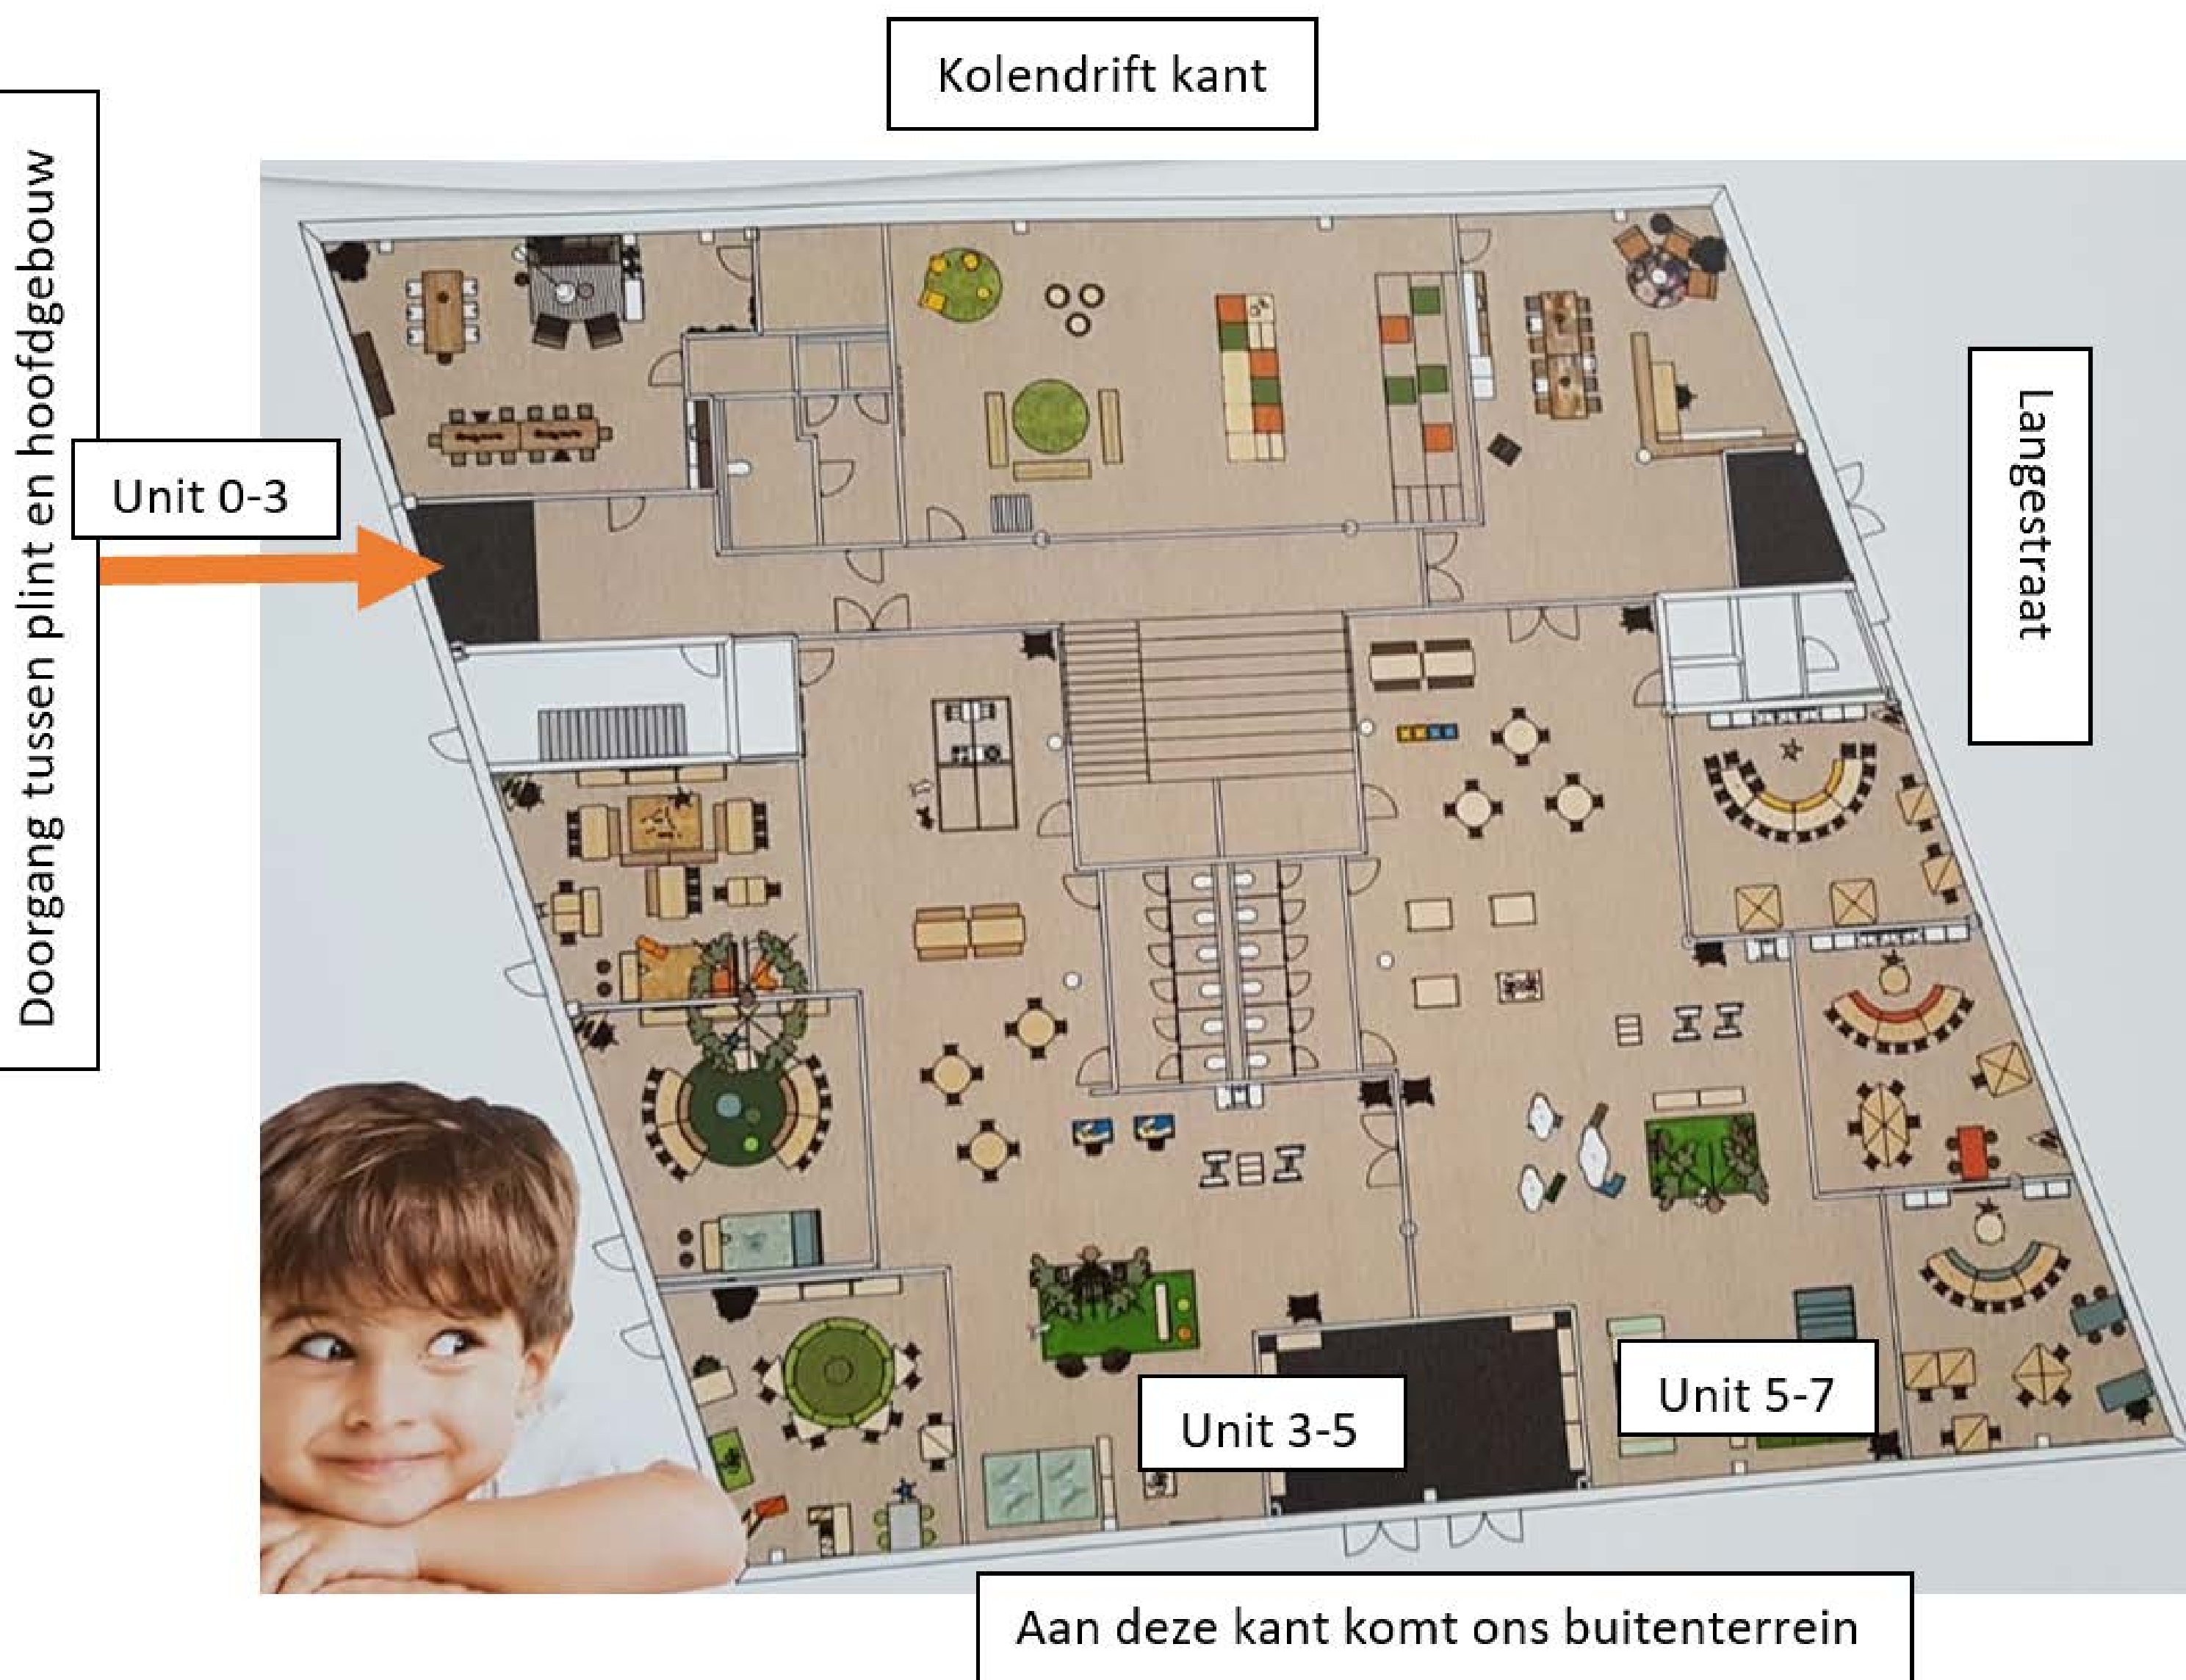 Kolendrift kant
Doorgang tussen plint en hoofdgebouw
Unit 0-3
Langestraat
Unit 3-5
Unit 5-7
Aan deze kant komt ons buitenterrein